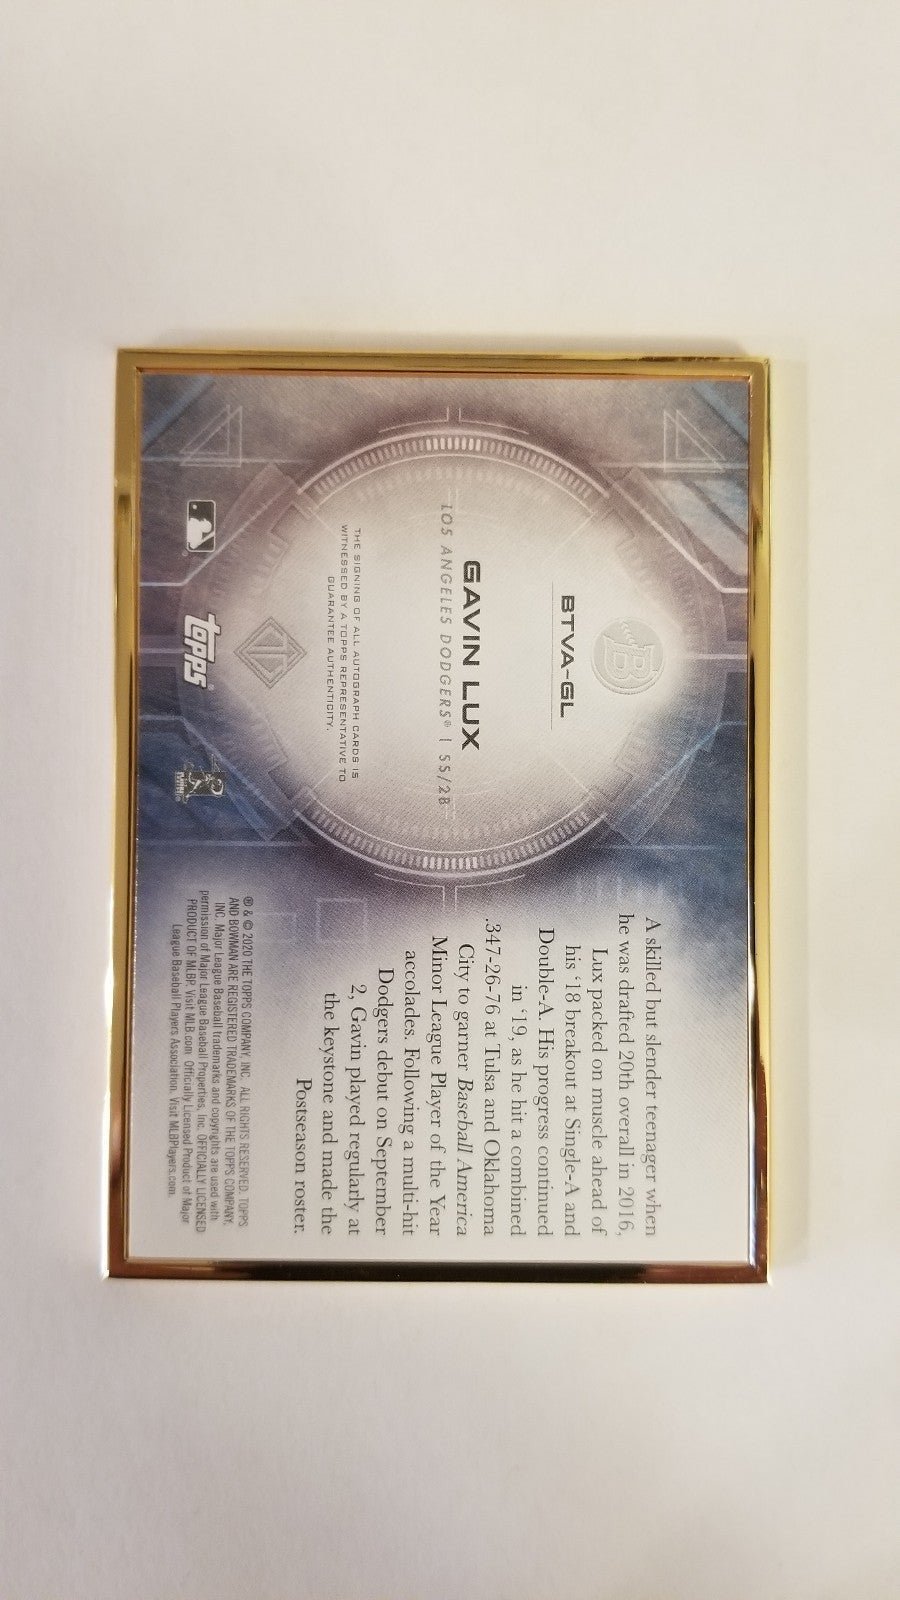 B
BTVA-GL
GAVIN LUX
LOS ANGELES DODGERS® | SS/2B
THE SIGNING OF ALL AUTOGRAPH CARDS IS
WITNESSED BY A TOPPS REPRESENTATIVE TO
GUARANTEE AUTHENTICITY.
topps®
A skilled but slender teenager when
he was drafted 20th overall in 2016,
Lux packed on muscle ahead of
his ‘18 breakout at Single-A and
Double-A. His progress continued
in ‘19, as he hit a combined
.347-26-76 at Tulsa and Oklahoma
City to garner Baseball America
Minor League Player of the Year
accolades. Following a multi-hit
Dodgers debut on September
2, Gavin played regularly at
the keystone and made the
Postseason roster.
® & © 2020 THE TOPPS COMPANY, INC. ALL RIGHTS RESERVED. TOPPS
AND BOWMAN ARE REGISTERED TRADEMARKS OF THE TOPPS COMPANY,
INC. Major League Baseball trademarks and copyrights are used with
permission of Major League Baseball Properties, Inc. OFFICIALLY LICENSED
PRODUCT OF MLBP. Visit MLB.com Officially Licensed Product of Major
League Baseball Players Association. Visit MLBPlayers.com.